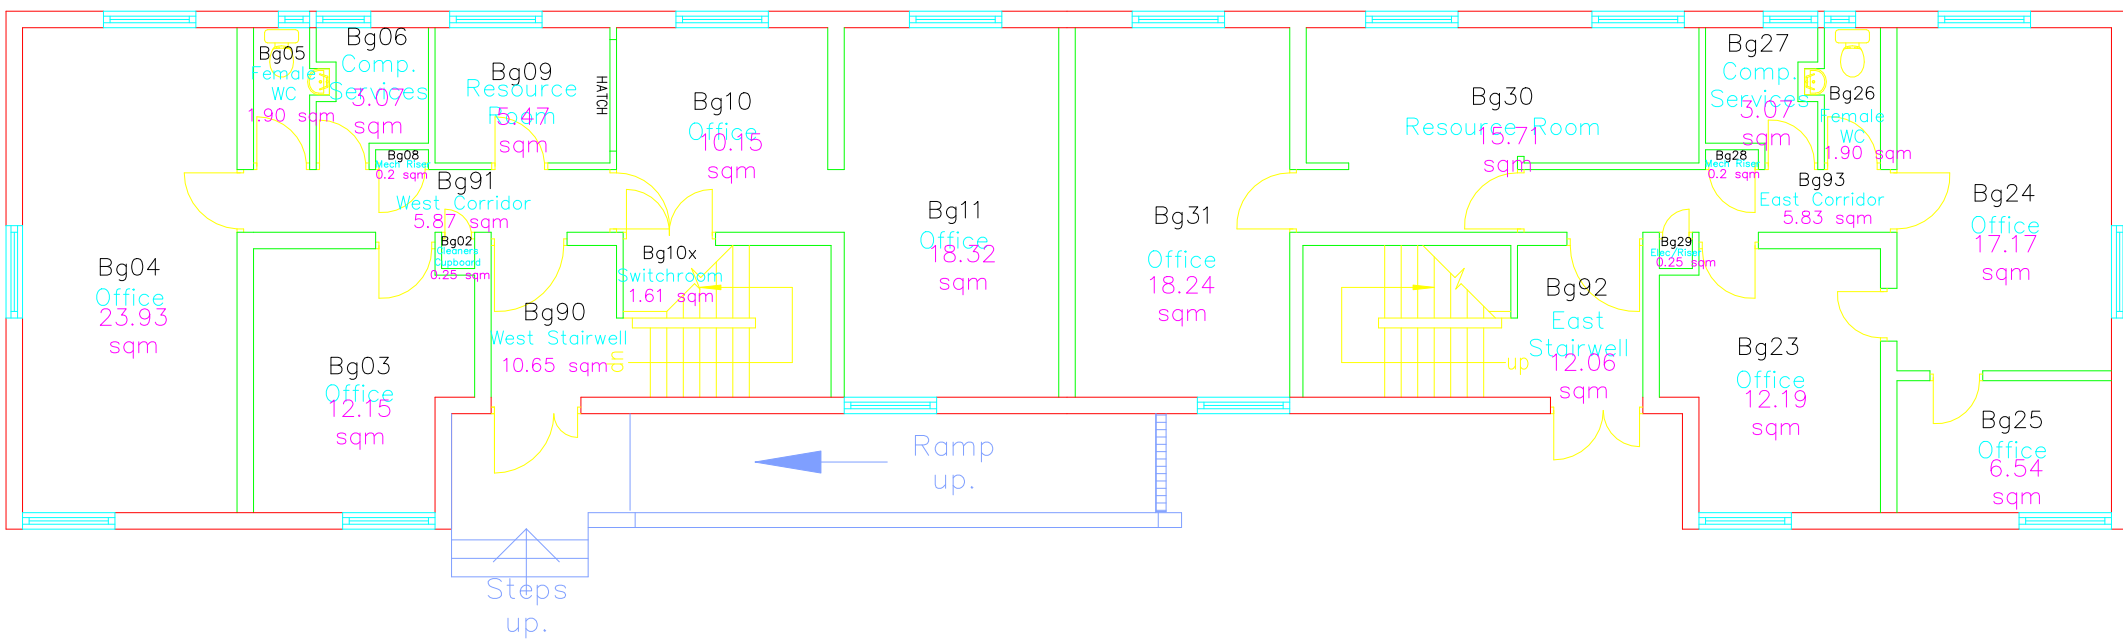 Bg04
Office
23.93
sqm
Bg05
Female
WC
1.90 sqm
Bg06
Comp.
Services
3.07
sqm
Bg08
Mech Riser
0.2 sqm
Bg09
Resource
Room
5.47
sqm
HATCH
Bg10
Office
10.15
sqm
Bg91
West Corridor
5.87 sqm
Bg02
Cleaners
Cupboard
0.25 sqm
Bg03
Office
12.15
sqm
Bg90
West Stairwell
10.65 sqm
Bg10x
Switchroom
1.61 sqm
up
Bg11
Office
18.32
sqm
Bg31
Office
18.24
sqm
Bg30
Resource Room
15.71
sqm
Bg27
Comp.
Services
3.07
sqm
Bg26
Female
WC
1.90 sqm
Bg28
Mech Riser
0.2 sqm
Bg93
East Corridor
5.83 sqm
Bg29
Elec/Riser
0.25 sqm
Bg92
East
Stairwell
12.06
sqm
up
Bg23
Office
12.19
sqm
Bg24
Office
17.17
sqm
Bg25
Office
6.54
sqm
Ramp
up.
Steps
up.